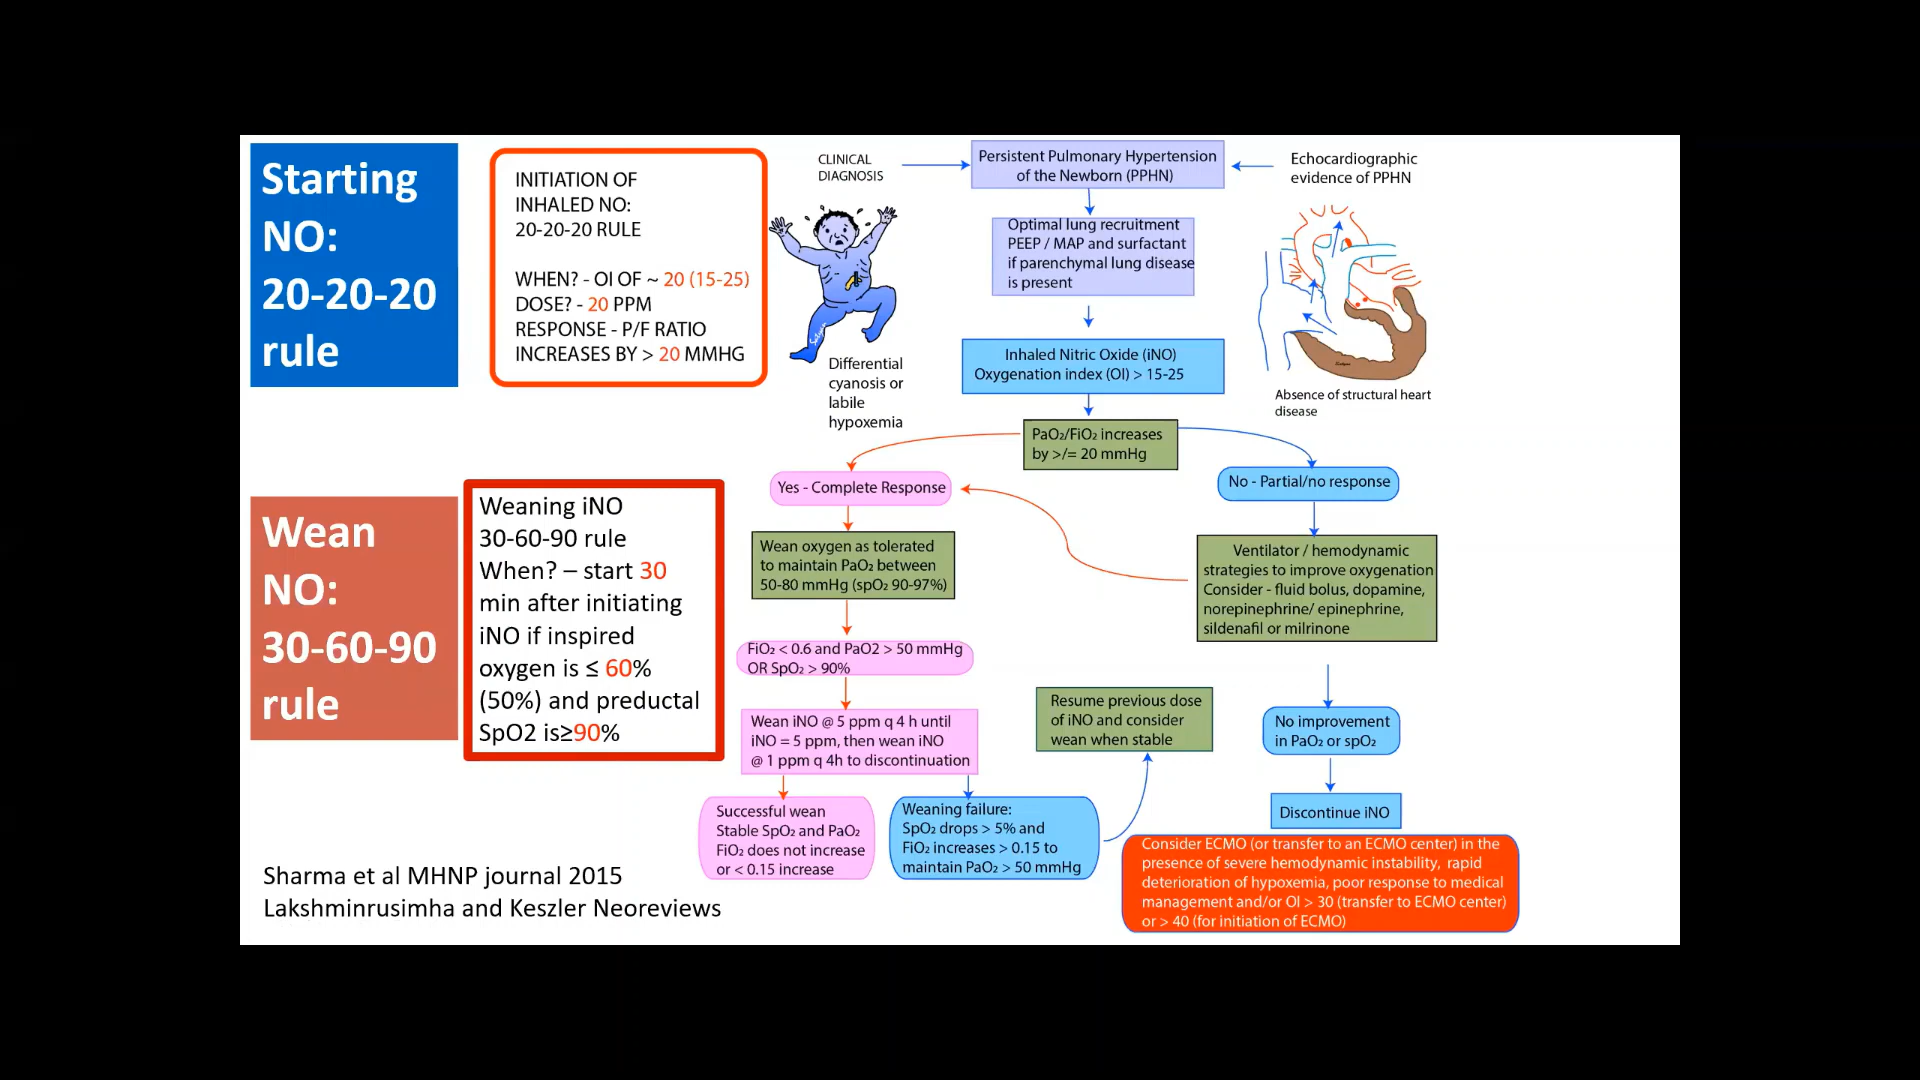 Starting
NO:
20-20-20
rule
INITIATION OF
INHALED NO:
20-20-20 RULE
WHEN? - OI OF ~ 20 (15-25)
DOSE? - 20 PPM
RESPONSE - P/F RATIO
INCREASES BY > 20 MMHG
CLINICAL
DIAGNOSIS
Persistent Pulmonary Hypertension
of the Newborn (PPHN)
Echocardiographic
evidence of PPHN
Optimal lung recruitment
PEEP / MAP and surfactant
if parenchymal lung disease
is present
Differential
cyanosis or
labile
hypoxemia
Inhaled Nitric Oxide (iNO)
Oxygenation index (OI) > 15-25
Absence of structural heart
disease
PaO₂/FiO₂ increases
by >/= 20 mmHg
Yes - Complete Response
No - Partial/no response
Wean
NO:
30-60-90
rule
Weaning iNO
30-60-90 rule
When? – start 30
min after initiating
iNO if inspired
oxygen is ≤ 60%
(50%) and preductal
SpO2 is≥90%
Wean oxygen as tolerated
to maintain PaO₂ between
50-80 mmHg (spO₂ 90-97%)
Ventilator / hemodynamic
strategies to improve oxygenation
Consider - fluid bolus, dopamine,
norepinephrine/ epinephrine,
sildenafil or milrinone
FiO₂ < 0.6 and PaO2 > 50 mmHg
OR SpO₂ > 90%
Wean iNO @ 5 ppm q 4 h until
iNO = 5 ppm, then wean iNO
@ 1 ppm q 4h to discontinuation
Resume previous dose
of iNO and consider
wean when stable
No improvement
in PaO₂ or spO₂
Successful wean
Stable SpO₂ and PaO₂
FiO₂ does not increase
or < 0.15 increase
Weaning failure:
SpO₂ drops > 5% and
FiO₂ increases > 0.15 to
maintain PaO₂ > 50 mmHg
Discontinue iNO
Consider ECMO (or transfer to an ECMO center) in the
presence of severe hemodynamic instability, rapid
deterioration of hypoxemia, poor response to medical
management and/or OI > 30 (transfer to ECMO center)
or > 40 (for initiation of ECMO)
Sharma et al MHNP journal 2015
Lakshminrusimha and Keszler Neoreviews